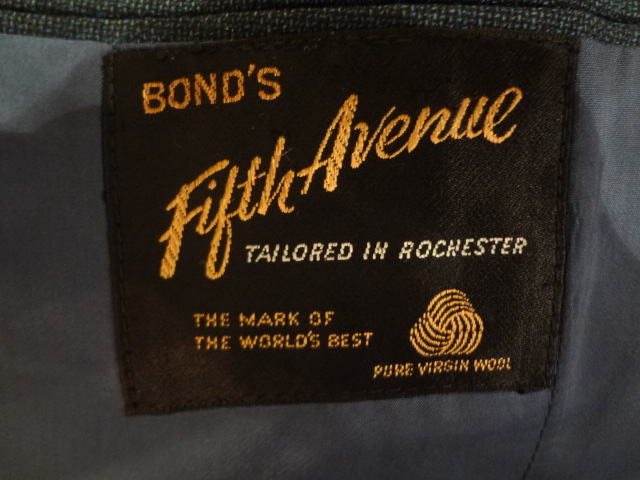 BOND'S
Fifth Avenue
TAILORED IN ROCHESTER
THE MARK OF
THE WORLD'S BEST
PURE VIRGIN WOOL